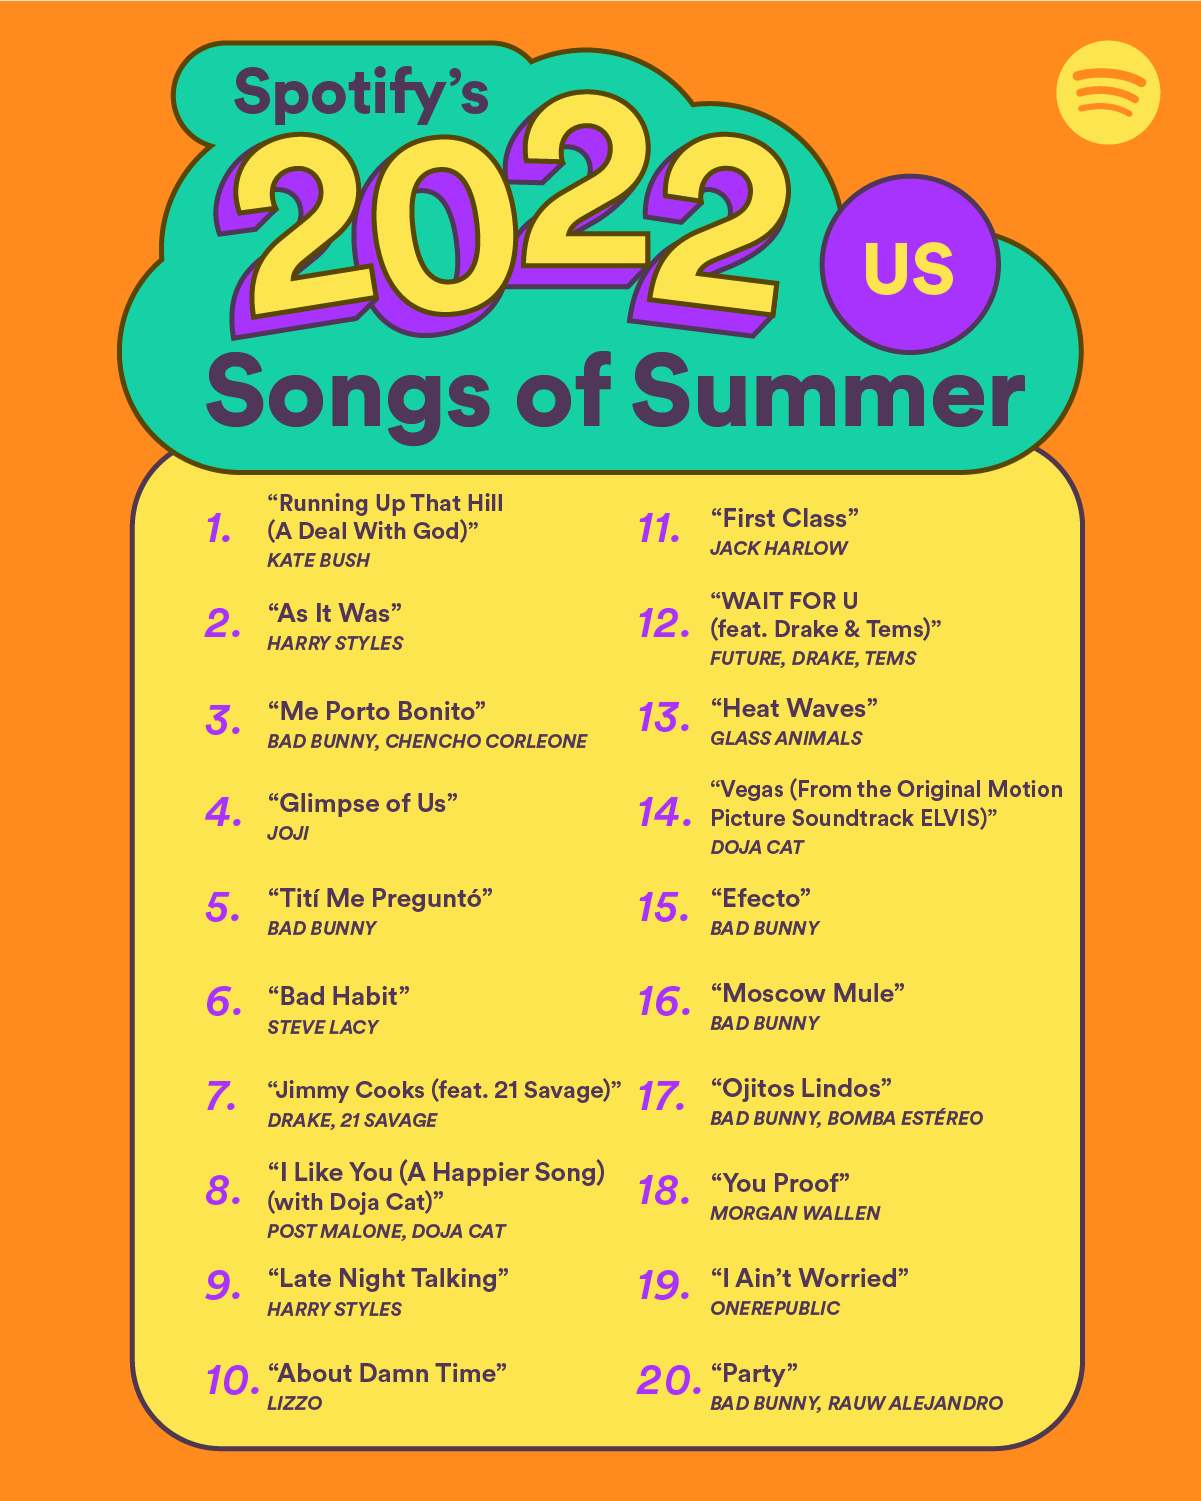 Spotify’s
2022
US
Songs of Summer
1.
“Running Up That Hill
(A Deal With God)”
KATE BUSH
2.
“As It Was”
HARRY STYLES
3.
“Me Porto Bonito”
BAD BUNNY, CHENCHO CORLEONE
4.
“Glimpse of Us”
JOJI
5.
“Tití Me Preguntó”
BAD BUNNY
6.
“Bad Habit”
STEVE LACY
7.
“Jimmy Cooks (feat. 21 Savage)”
DRAKE, 21 SAVAGE
8.
“I Like You (A Happier Song)
(with Doja Cat)”
POST MALONE, DOJA CAT
9.
“Late Night Talking”
HARRY STYLES
10.
“About Damn Time”
LIZZO
11.
“First Class”
JACK HARLOW
12.
“WAIT FOR U
(feat. Drake & Tems)”
FUTURE, DRAKE, TEMS
13.
“Heat Waves”
GLASS ANIMALS
14.
“Vegas (From the Original Motion
Picture Soundtrack ELVIS)”
DOJA CAT
15.
“Efecto”
BAD BUNNY
16.
“Moscow Mule”
BAD BUNNY
17.
“Ojitos Lindos”
BAD BUNNY, BOMBA ESTÉREO
18.
“You Proof”
MORGAN WALLEN
19.
“I Ain’t Worried”
ONEREPUBLIC
20.
“Party”
BAD BUNNY, RAUW ALEJANDRO